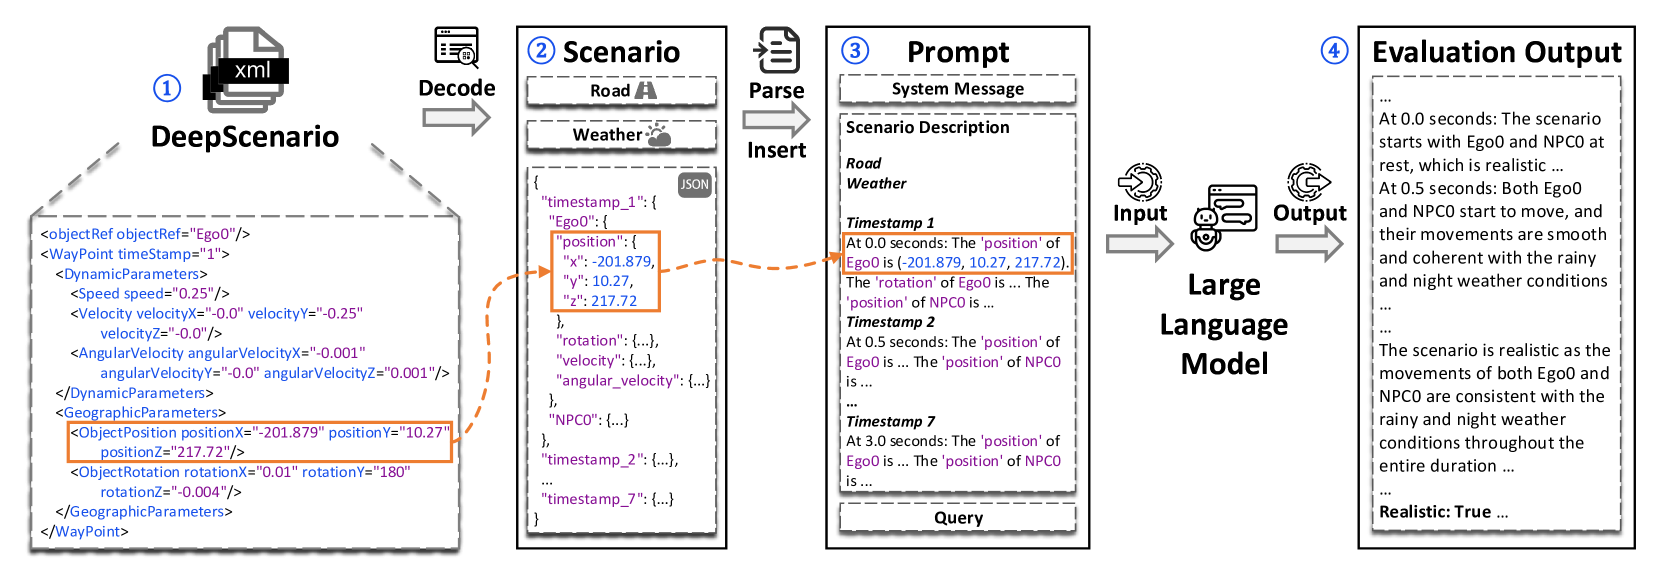 ①
xml
DeepScenario
<objectRef objectRef="Ego0"/>
<WayPoint timeStamp="1">
<DynamicParameters>
<Speed speed="0.25"/>
<Velocity velocityX="-0.0" velocityY="-0.25"
velocityZ="-0.0"/>
<AngularVelocity angularVelocityX="-0.001"
angularVelocityY="-0.0" angularVelocityZ="0.001"/>
</DynamicParameters>
<GeographicParameters>
<ObjectPosition positionX="-201.879" positionY="10.27"
positionZ="217.72"/>
<ObjectRotation rotationX="0.01" rotationY="180"
rotationZ="-0.004"/>
</GeographicParameters>
</WayPoint>
Decode
② Scenario
Road
Weather
JSON
{
"timestamp_1": {
"Ego0": {
"position": {
"x": -201.879,
"y": 10.27,
"z": 217.72
},
"rotation": {...},
"velocity": {...},
"angular_velocity": {...}
},
"NPC0": {...}
},
"timestamp_2": {...},
...
"timestamp_7": {...}
}
Parse
Insert
③ Prompt
System Message
Scenario Description
Road
Weather
Timestamp 1
At 0.0 seconds: The 'position' of
Ego0 is (-201.879, 10.27, 217.72).
The 'rotation' of Ego0 is ... The
'position' of NPC0 is ...
Timestamp 2
At 0.5 seconds: The 'position' of
Ego0 is ... The 'position' of NPC0
is ...
...
Timestamp 7
At 3.0 seconds: The 'position' of
Ego0 is ... The 'position' of NPC0
is ...
Query
Input
Large
Language
Model
Output
④ Evaluation Output
...
At 0.0 seconds: The scenario
starts with Ego0 and NPC0 at
rest, which is realistic ...
At 0.5 seconds: Both Ego0
and NPC0 start to move, and
their movements are smooth
and coherent with the rainy
and night weather conditions
...
...
The scenario is realistic as the
movements of both Ego0 and
NPC0 are consistent with the
rainy and night weather
conditions throughout the
entire duration ...
...
Realistic: True ...